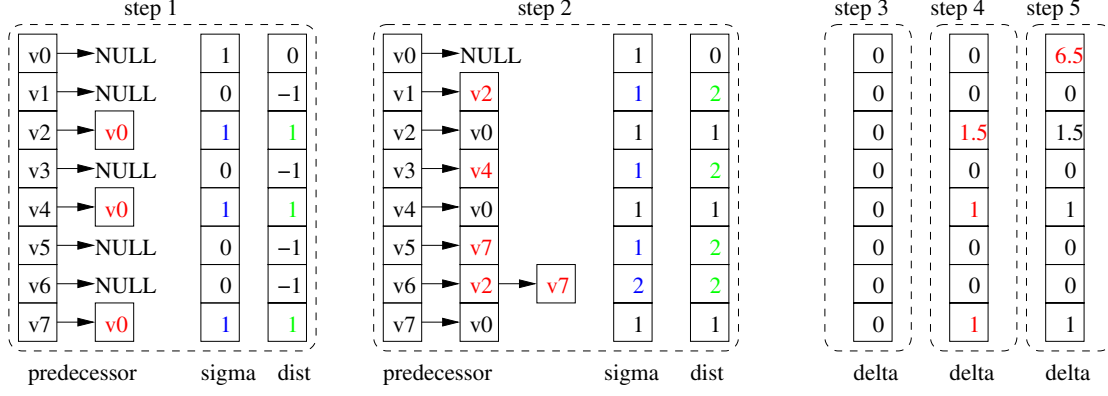 step 1 step 2 step 3 step 4 step 5
v0 NULL 1 0 v0 NULL 1 0 0 0 6.5
v1 NULL 0 −1 v1 v2 1 2 0 0 0
v2 v0 1 1 v2 v0 1 1 0 1.5 1.5
v3 NULL 0 −1 v3 v4 1 2 0 0 0
v4 v0 1 1 v4 v0 1 1 0 1 1
v5 NULL 0 −1 v5 v7 1 2 0 0 0
v6 NULL 0 −1 v6 v2 v7 2 2 0 0 0
v7 v0 1 1 v7 v0 1 1 0 1 1
predecessor sigma dist predecessor sigma dist delta delta delta